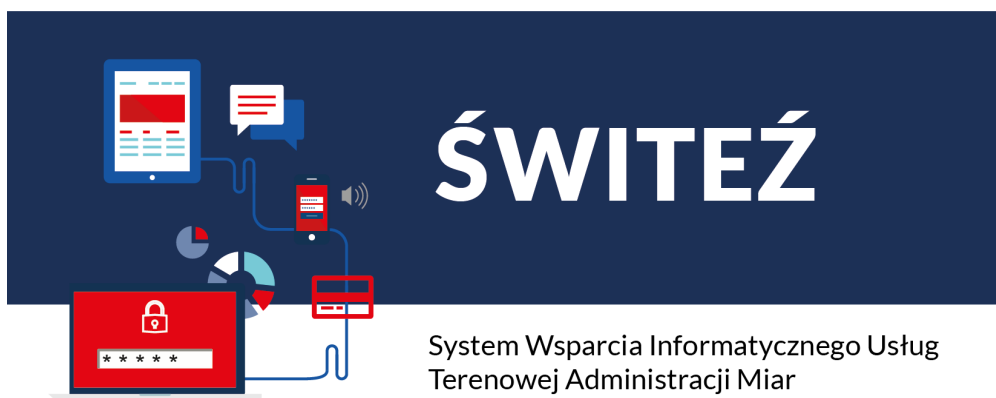 ŚWITEŹ
System Wsparcia Informatycznego Usług
Terenowej Administracji Miar
* * * * *